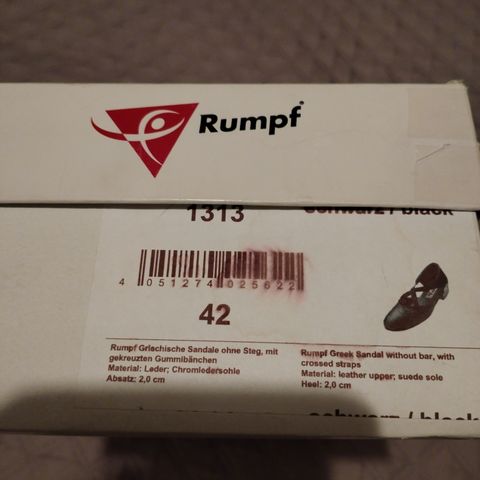 Rumpf
1313 schwarz / black
4 051274 025622
42
Rumpf Grischische Sandale ohne Steg, mit
gekreuzten Gummibänchen
Material: Leder; Chromledersohle
Absatz: 2,0 cm
Rumpf Greek Sandal without bar, with
crossed straps
Material: leather upper; suede sole
Heel: 2,0 cm
schwarz / black